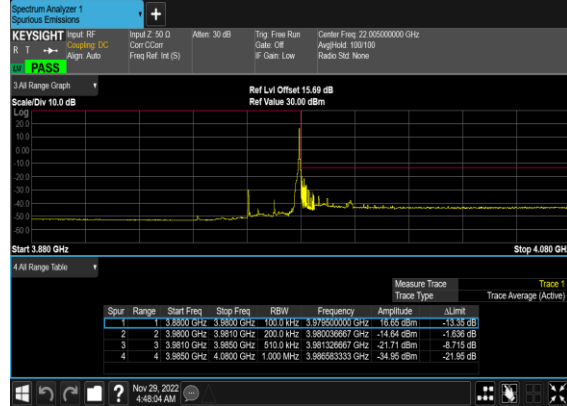 Spectrum Analyzer 1
Spurious Emissions
KEYSIGHT Input: RF Input Z: 50 Ω Atten: 30 dB Trig: Free Run Center Freq: 22.005000000 GHz
R T Coupling: DC Corr CCorr Gate: Off Avg|Hold: 100/100
Align: Auto Freq Ref: Int (S) IF Gain: Low Radio Std: None
PASS
3 All Range Graph
Ref Lvl Offset 15.69 dB
Scale/Div 10.0 dB Ref Value 30.00 dBm
Log
20.0
10.0
0.00
-10.0
-20.0
-30.0
-40.0
-50.0
-60.0
Start 3.880 GHz Stop 4.080 GHz
4 All Range Table
Measure Trace Trace 1
Trace Type Trace Average (Active)
Spur Range Start Freq Stop Freq RBW Frequency Amplitude ΔLimit
1 1 3.8800 GHz 3.9800 GHz 100.0 kHz 3.979500000 GHz 16.65 dBm -13.35 dB
2 2 3.9800 GHz 3.9810 GHz 200.0 kHz 3.980036667 GHz -14.64 dBm -1.636 dB
3 3 3.9810 GHz 3.9850 GHz 510.0 kHz 3.981326667 GHz -21.71 dBm -8.715 dB
4 4 3.9850 GHz 4.0800 GHz 1.000 MHz 3.986583333 GHz -34.95 dBm -21.95 dB
Nov 29, 2022
4:48:04 AM